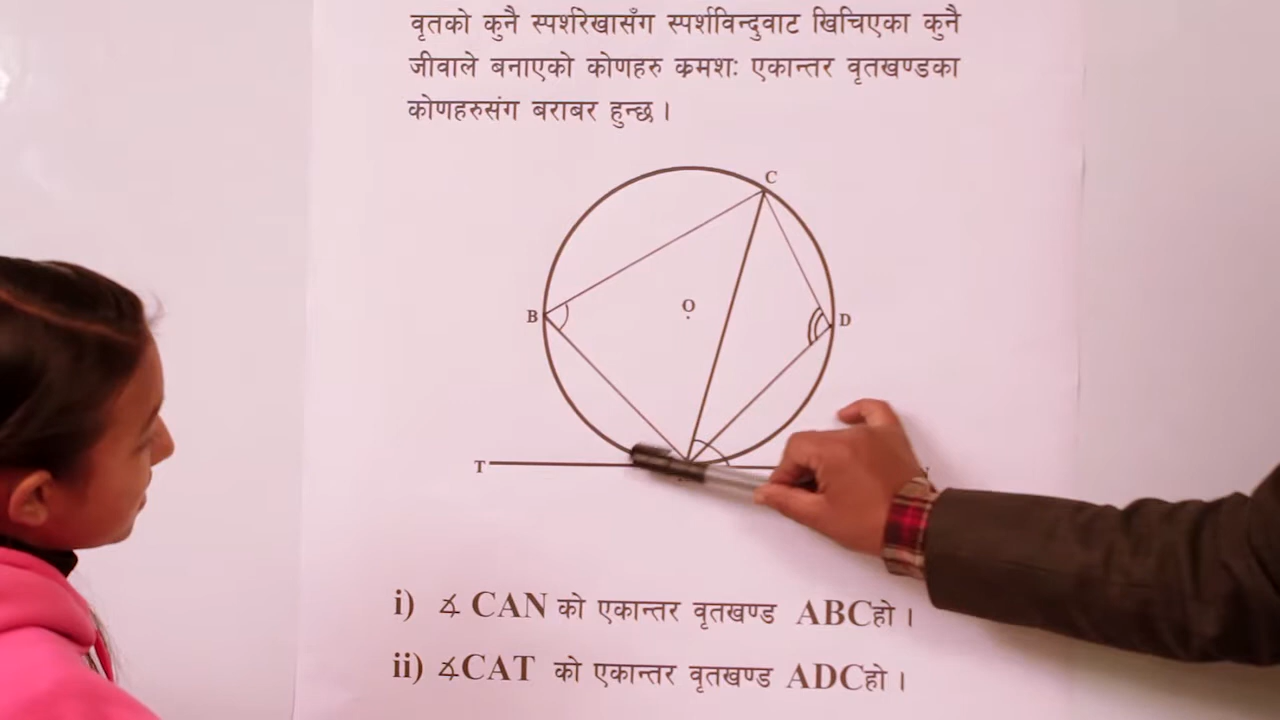 वृतको कुनै स्पर्शरेखासँग स्पर्शविन्दुवाट खिचिएका कुनै
जीवाले बनाएको कोणहरु क्रमशः एकान्तर वृतखण्डका
कोणहरुसंग बराबर हुन्छ ।
C
O
B
D
T
i) ∡ CAN को एकान्तर वृतखण्ड ABCहो ।
ii) ∡CAT को एकान्तर वृतखण्ड ADCहो ।